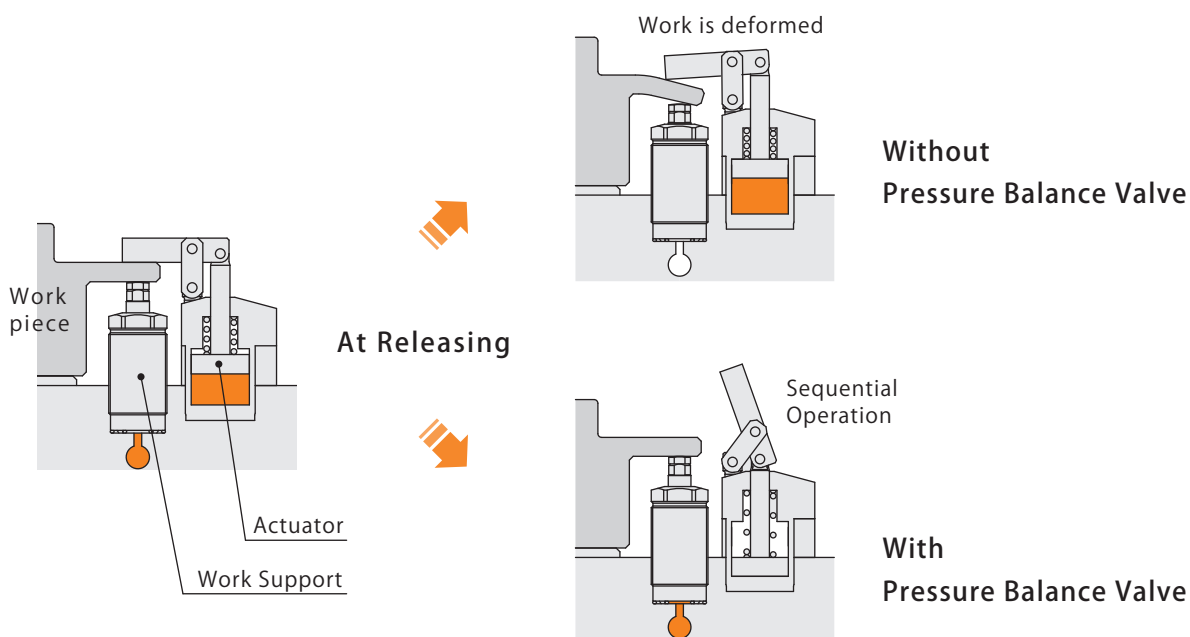 Work is deformed
Without
Pressure Balance Valve
Work
piece
At Releasing
Sequential
Operation
Actuator
Work Support
With
Pressure Balance Valve